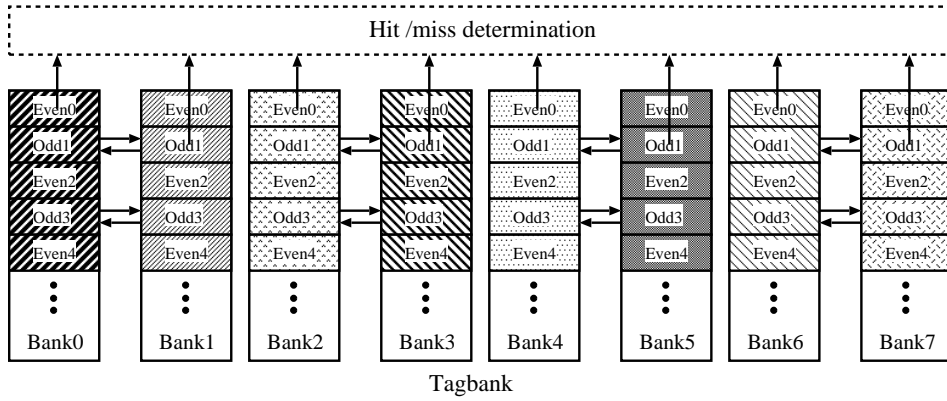 Hit /miss determination
Even0 Even0 Even0 Even0 Even0 Even0 Even0 Even0
Odd1 Odd1 Odd1 Odd1 Odd1 Odd1 Odd1 Odd1
Even2 Even2 Even2 Even2 Even2 Even2 Even2 Even2
Odd3 Odd3 Odd3 Odd3 Odd3 Odd3 Odd3 Odd3
Even4 Even4 Even4 Even4 Even4 Even4 Even4 Even4
Bank0 Bank1 Bank2 Bank3 Bank4 Bank5 Bank6 Bank7
Tagbank